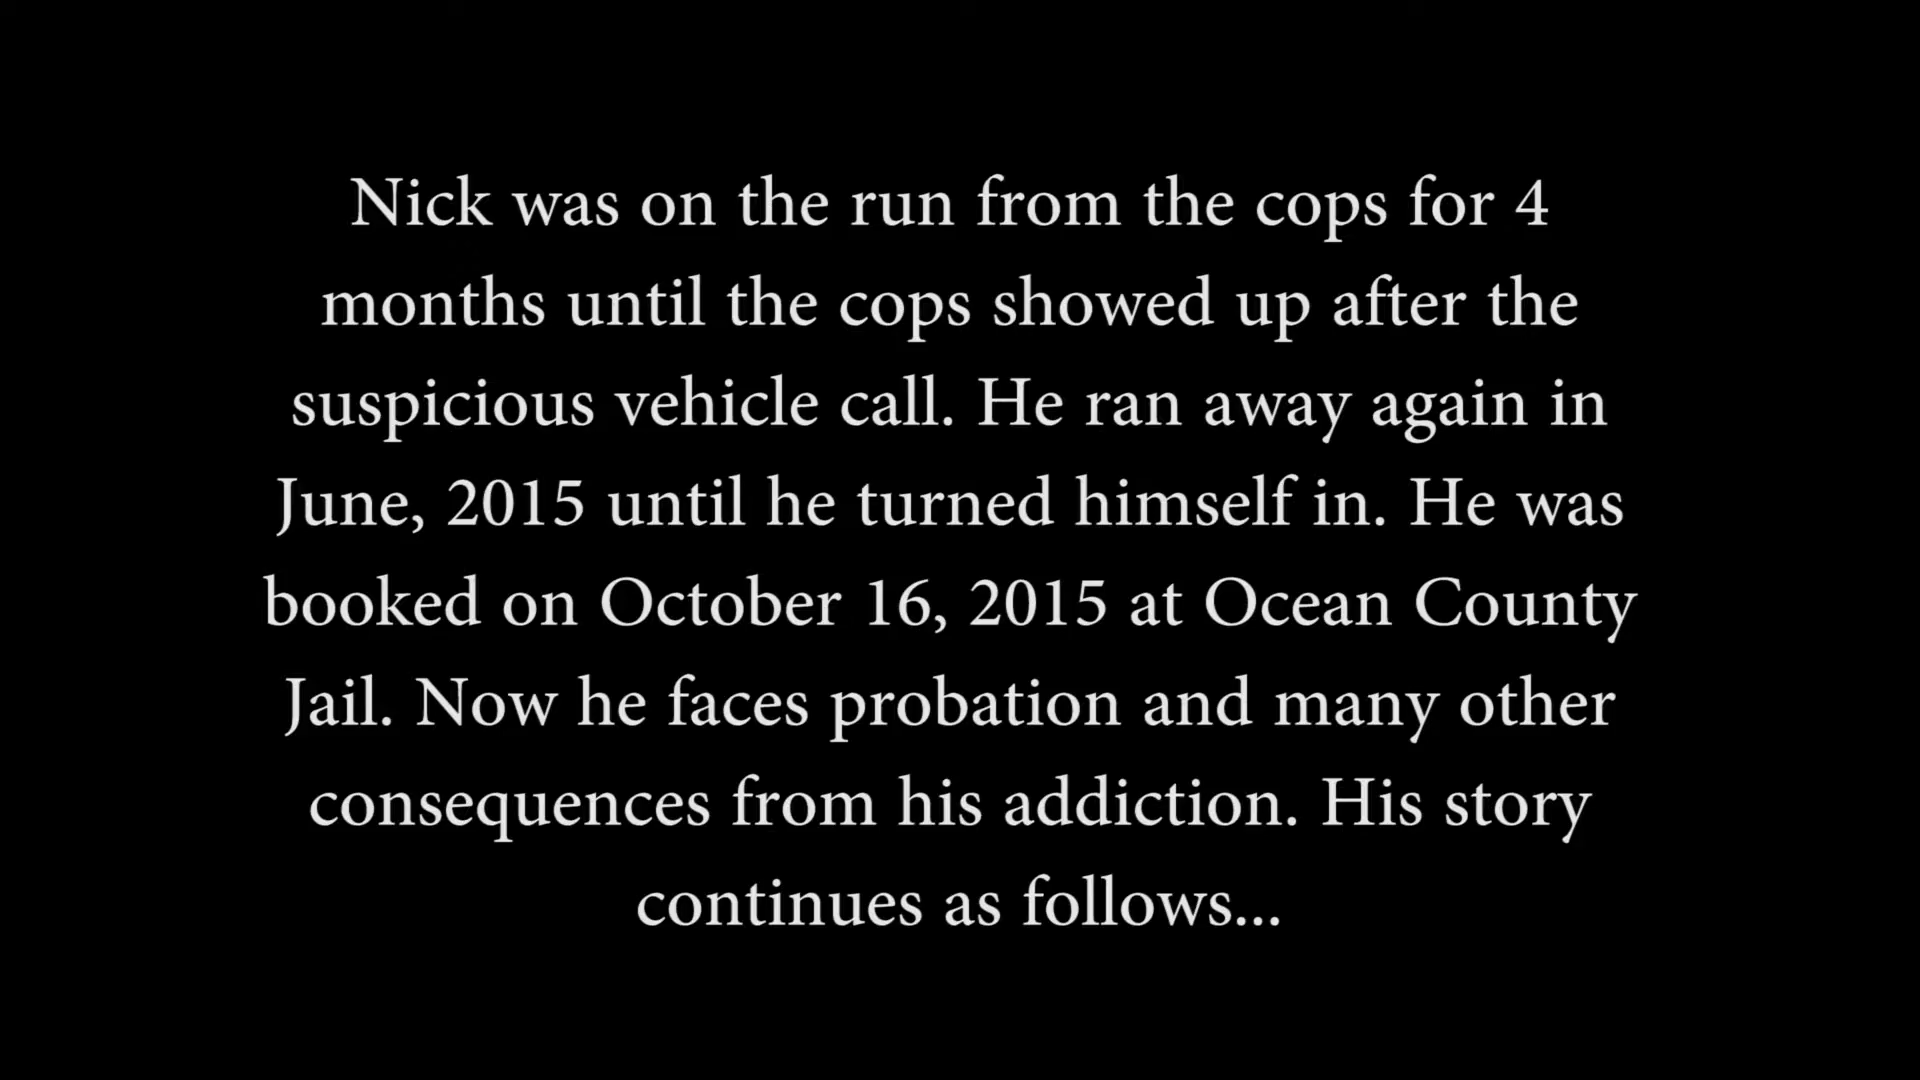 Nick was on the run from the cops for 4
months until the cops showed up after the
suspicious vehicle call. He ran away again in
June, 2015 until he turned himself in. He was
booked on October 16, 2015 at Ocean County
Jail. Now he faces probation and many other
consequences from his addiction. His story
continues as follows...